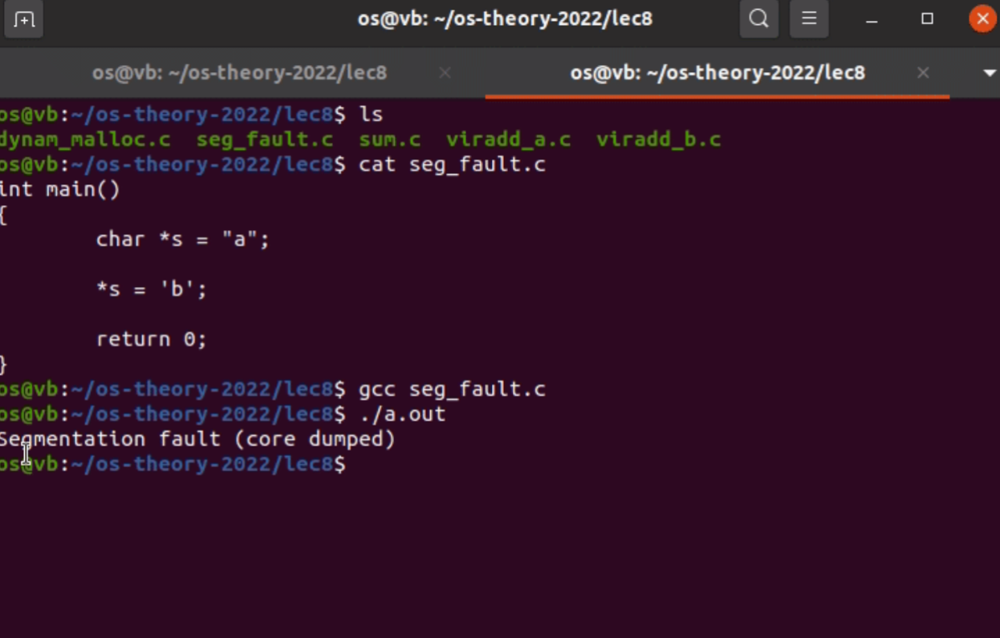 os@vb: ~/os-theory-2022/lec8
os@vb: ~/os-theory-2022/lec8 × os@vb: ~/os-theory-2022/lec8 ×
os@vb:~/os-theory-2022/lec8$ ls
dynam_malloc.c seg_fault.c sum.c viradd_a.c viradd_b.c
os@vb:~/os-theory-2022/lec8$ cat seg_fault.c
int main()
{
char *s = "a";
*s = 'b';
return 0;
}
os@vb:~/os-theory-2022/lec8$ gcc seg_fault.c
os@vb:~/os-theory-2022/lec8$ ./a.out
Segmentation fault (core dumped)
os@vb:~/os-theory-2022/lec8$